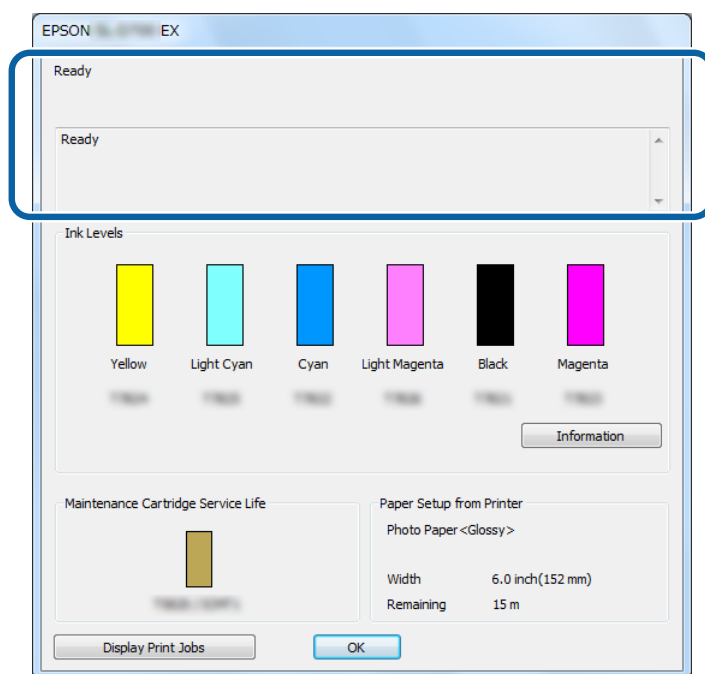 EPSON EX
Ready
Ready
Ink Levels
Yellow Light Cyan Cyan Light Magenta Black Magenta
Information
Maintenance Cartridge Service Life
Paper Setup from Printer
Photo Paper<Glossy>
Width 6.0 inch(152 mm)
Remaining 15 m
Display Print Jobs OK